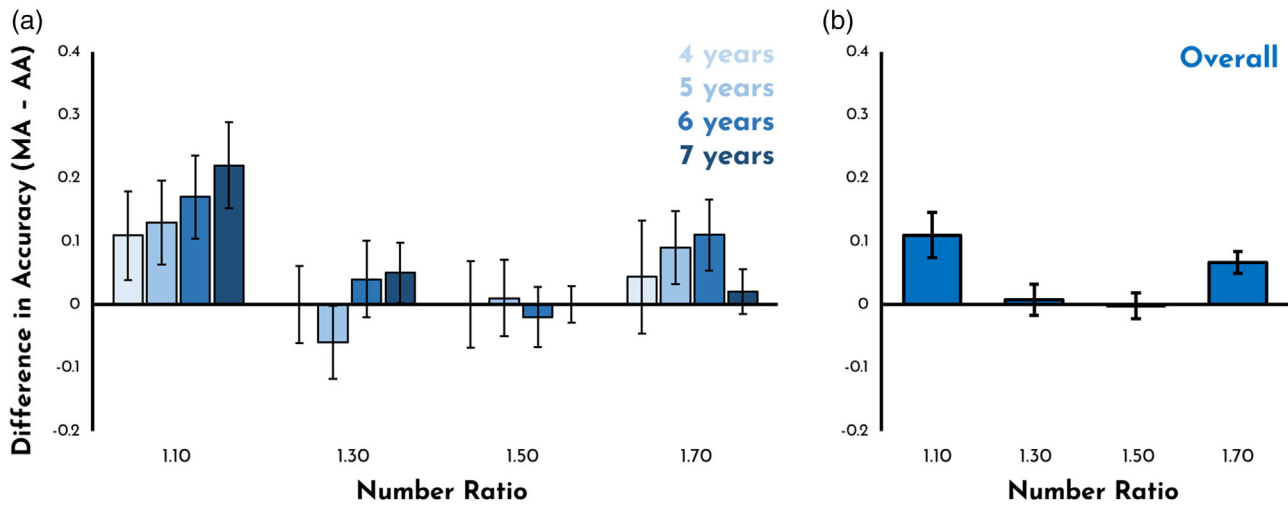 (a)
Difference in Accuracy (MA - AA)
0.4
0.3
0.2
0.1
0
-0.1
-0.2
4 years
5 years
6 years
7 years
1.10 1.30 1.50 1.70
Number Ratio
(b)
0.4
0.3
0.2
0.1
0
-0.1
-0.2
Overall
1.10 1.30 1.50 1.70
Number Ratio